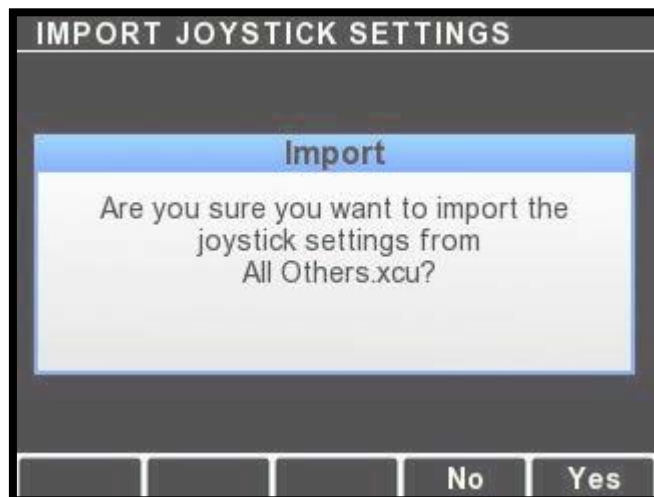 IMPORT JOYSTICK SETTINGS
Import
Are you sure you want to import the
joystick settings from
All Others.xcu?
No Yes